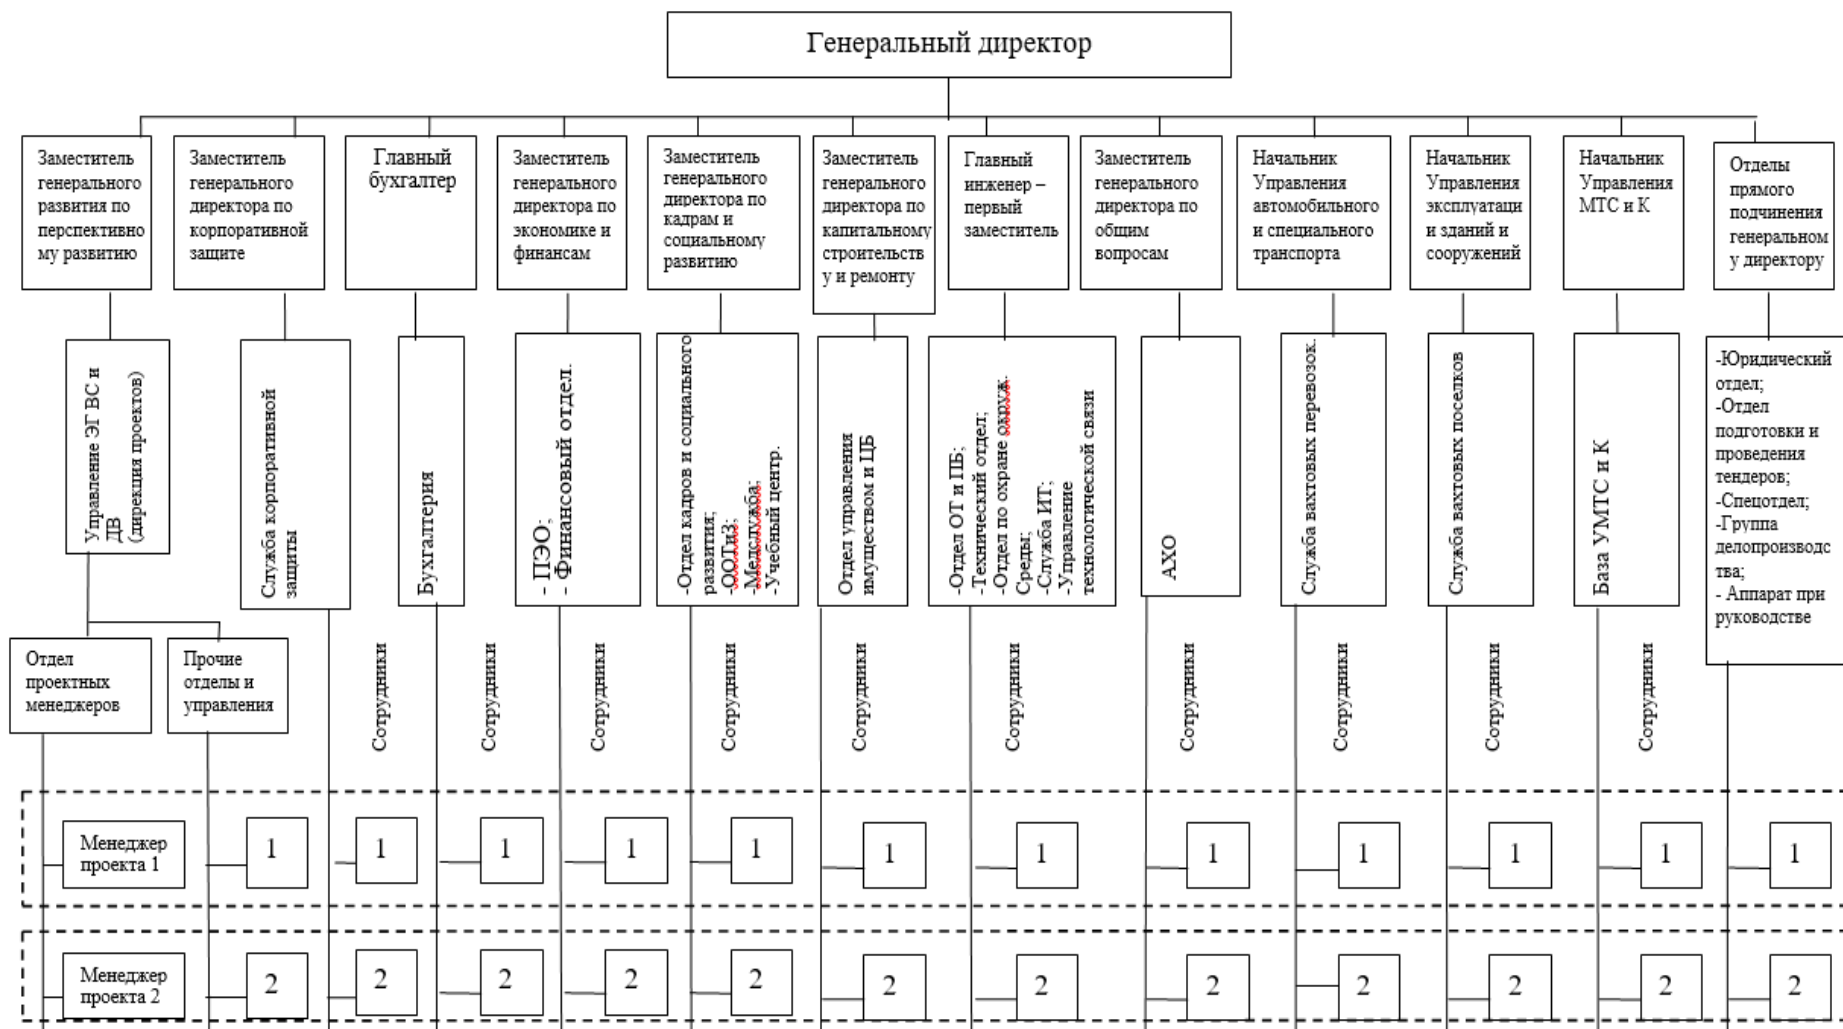 Генеральный директор
Заместитель
генерального
развития по
перспективно
му развитию
Заместитель
генерального
директора по
корпоративной
защите
Главный
бухгалтер
Заместитель
генерального
директора по
экономике и
финансам
Заместитель
генерального
директора по
кадрам и
социальному
развитию
Заместитель
генерального
директора по
капитальному
строительств
у и ремонту
Главный
инженер –
первый
заместитель
Заместитель
генерального
директора по
общим
вопросам
Начальник
Управления
автомобильного
и специального
транспорта
Начальник
Управления
эксплуатаци
и зданий и
сооружений
Начальник
Управления
МТС и К
Отделы
прямого
подчинения
генеральном
у директору
Управление ЭГ ВС и
ДВ
(дирекция проектов)
Служба корпоративной
защиты
Бухгалтерия
- ПЭО;
- Финансовый отдел.
-Отдел кадров и социального
развития;
-ООТиЗ;
-Медслужба;
-Учебный центр.
Отдел управления
имуществом и ЦБ
-Отдел ОТ и ПБ;
-Технический отдел;
-Отдел по охране окруж.
Среды;
-Служба ИТ;
-Управление
технологической связи
АХО
Служба вахтовых перевозок.
Служба вахтовых поселков
База УМТС и К
-Юридический
отдел;
-Отдел
подготовки и
проведения
тендеров;
-Спецотдел;
-Группа
делопроизводс
тва;
- Аппарат при
руководстве
Отдел
проектных
менеджеров
Прочие
отделы и
управления
Сотрудники
Сотрудники
Сотрудники
Сотрудники
Сотрудники
Сотрудники
Сотрудники
Сотрудники
Сотрудники
Сотрудники
Менеджер
проекта 1
1
1
1
1
1
1
1
1
1
1
1
1
Менеджер
проекта 2
2
2
2
2
2
2
2
2
2
2
2
2